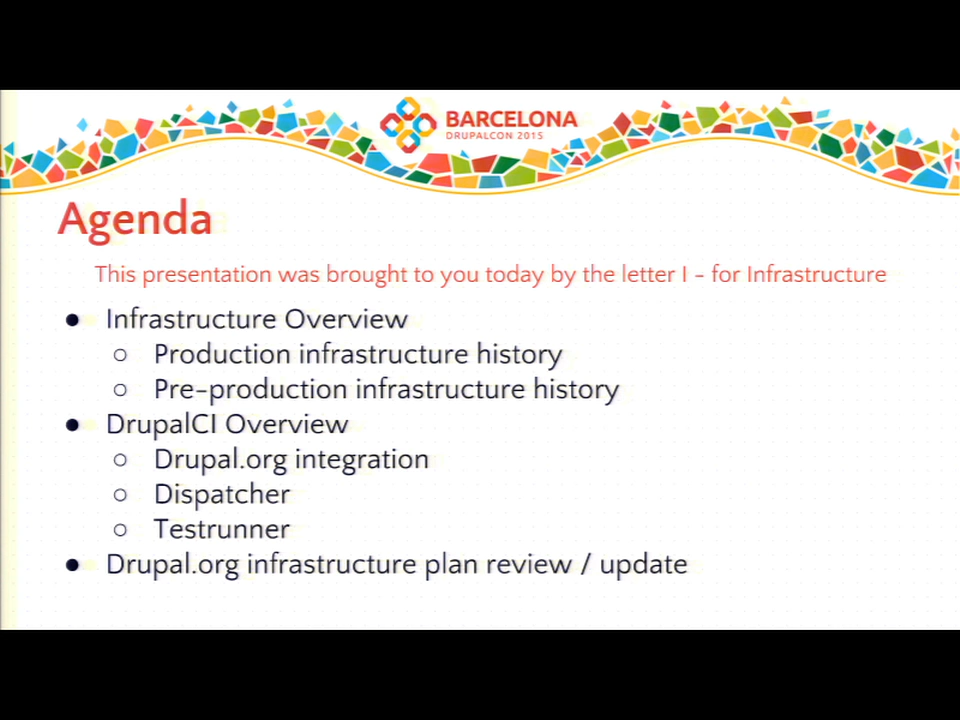 BARCELONA
DRUPALCON 2015
Agenda
This presentation was brought to you today by the letter I - for Infrastructure
● Infrastructure Overview
○ Production infrastructure history
○ Pre-production infrastructure history
● DrupalCI Overview
○ Drupal.org integration
○ Dispatcher
○ Testrunner
● Drupal.org infrastructure plan review / update